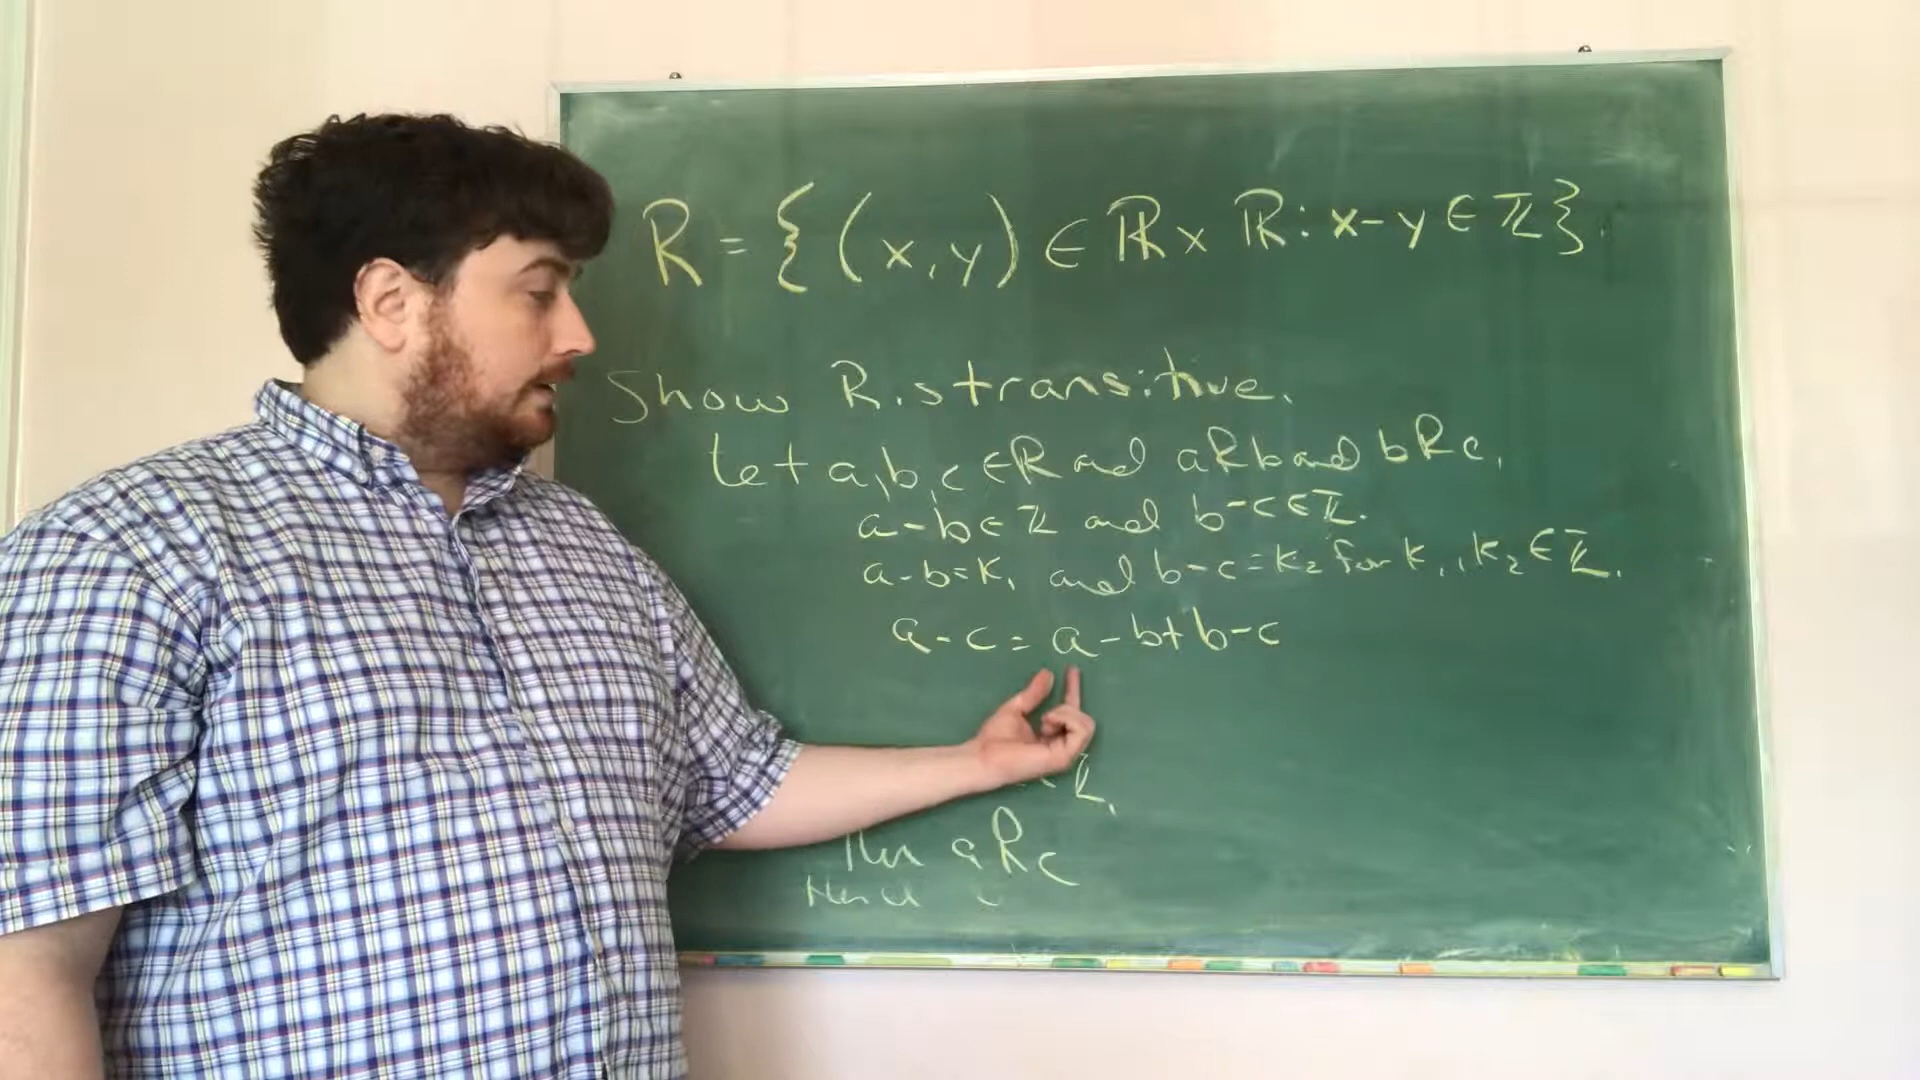 R = {(x,y) ∈ ℝ × ℝ : x-y ∈ ℤ}
Show R is transitive.
Let a,b,c ∈ ℝ and aRb and bRc.
a-b ∈ ℤ and b-c ∈ ℤ.
a-b=k₁ and b-c=k₂ for k₁, k₂ ∈ ℤ.
a-c = a-b+b-c
∈ ℤ.
Then aRc